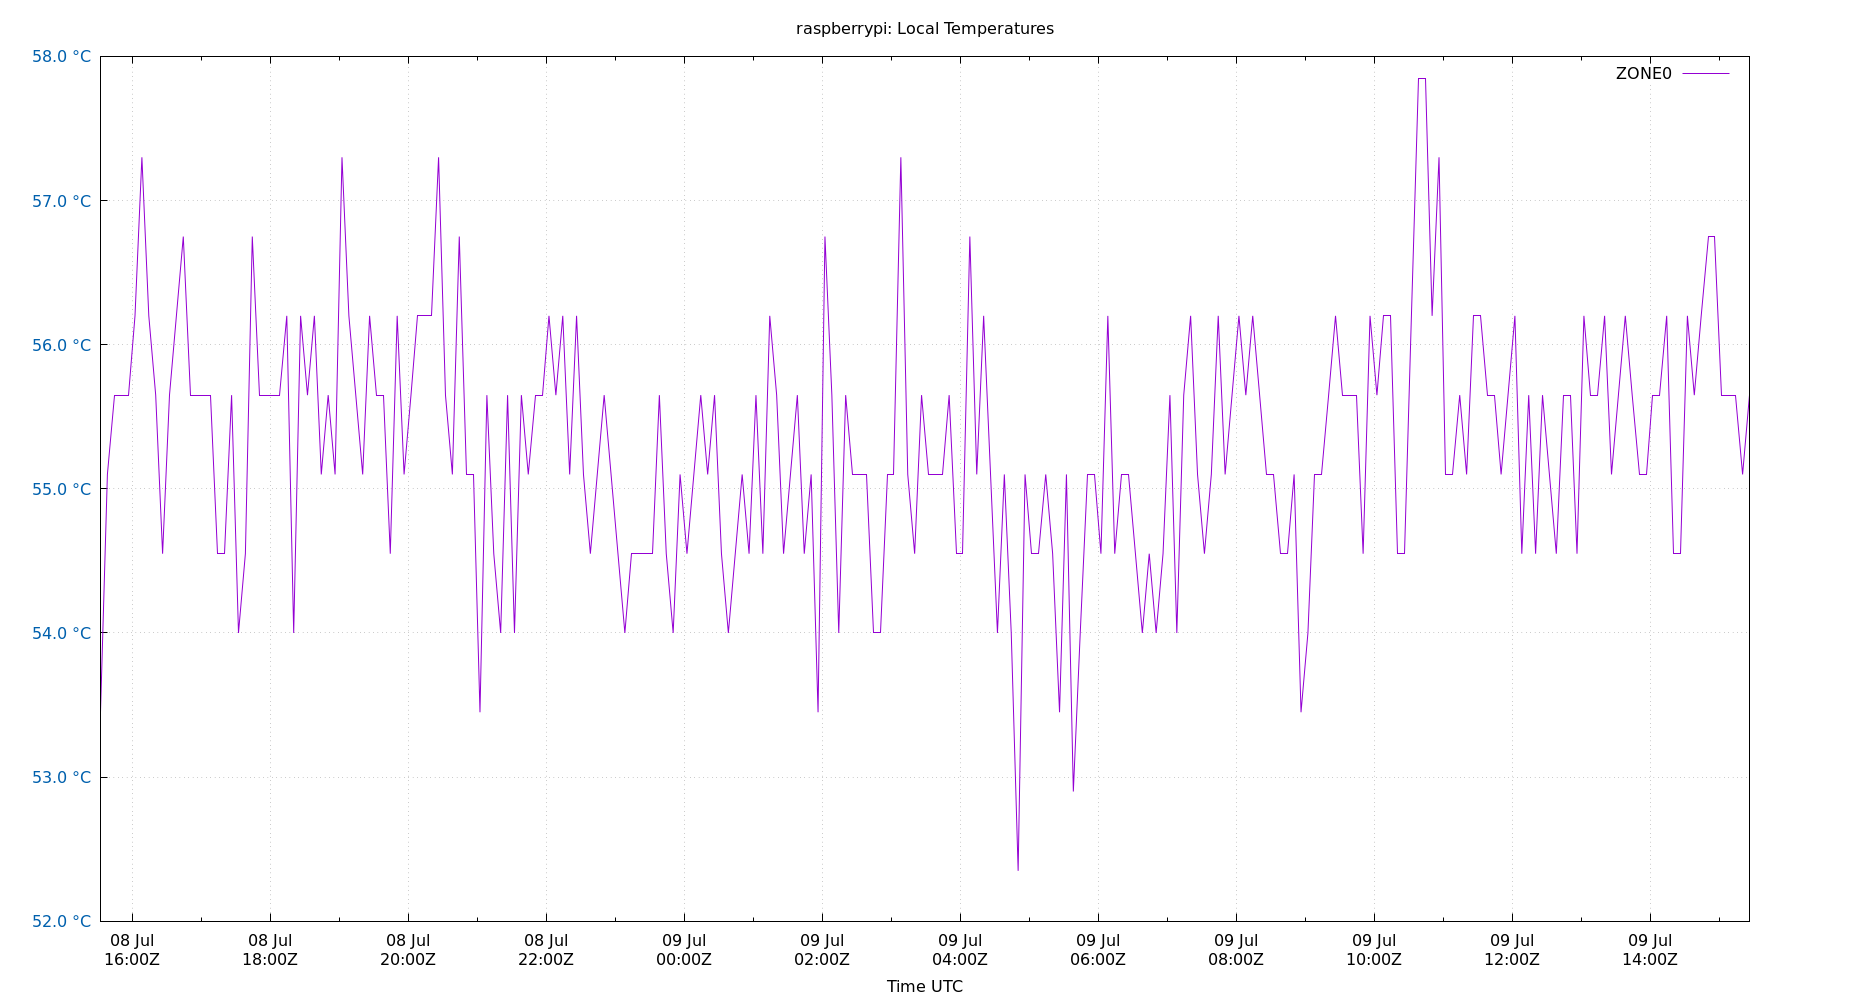 raspberrypi: Local Temperatures
58.0 °C
ZONE0
57.0 °C
56.0 °C
55.0 °C
54.0 °C
53.0 °C
52.0 °C
08 Jul 08 Jul 08 Jul 08 Jul 09 Jul 09 Jul 09 Jul 09 Jul 09 Jul 09 Jul 09 Jul 09 Jul
16:00Z 18:00Z 20:00Z 22:00Z 00:00Z 02:00Z 04:00Z 06:00Z 08:00Z 10:00Z 12:00Z 14:00Z
Time UTC